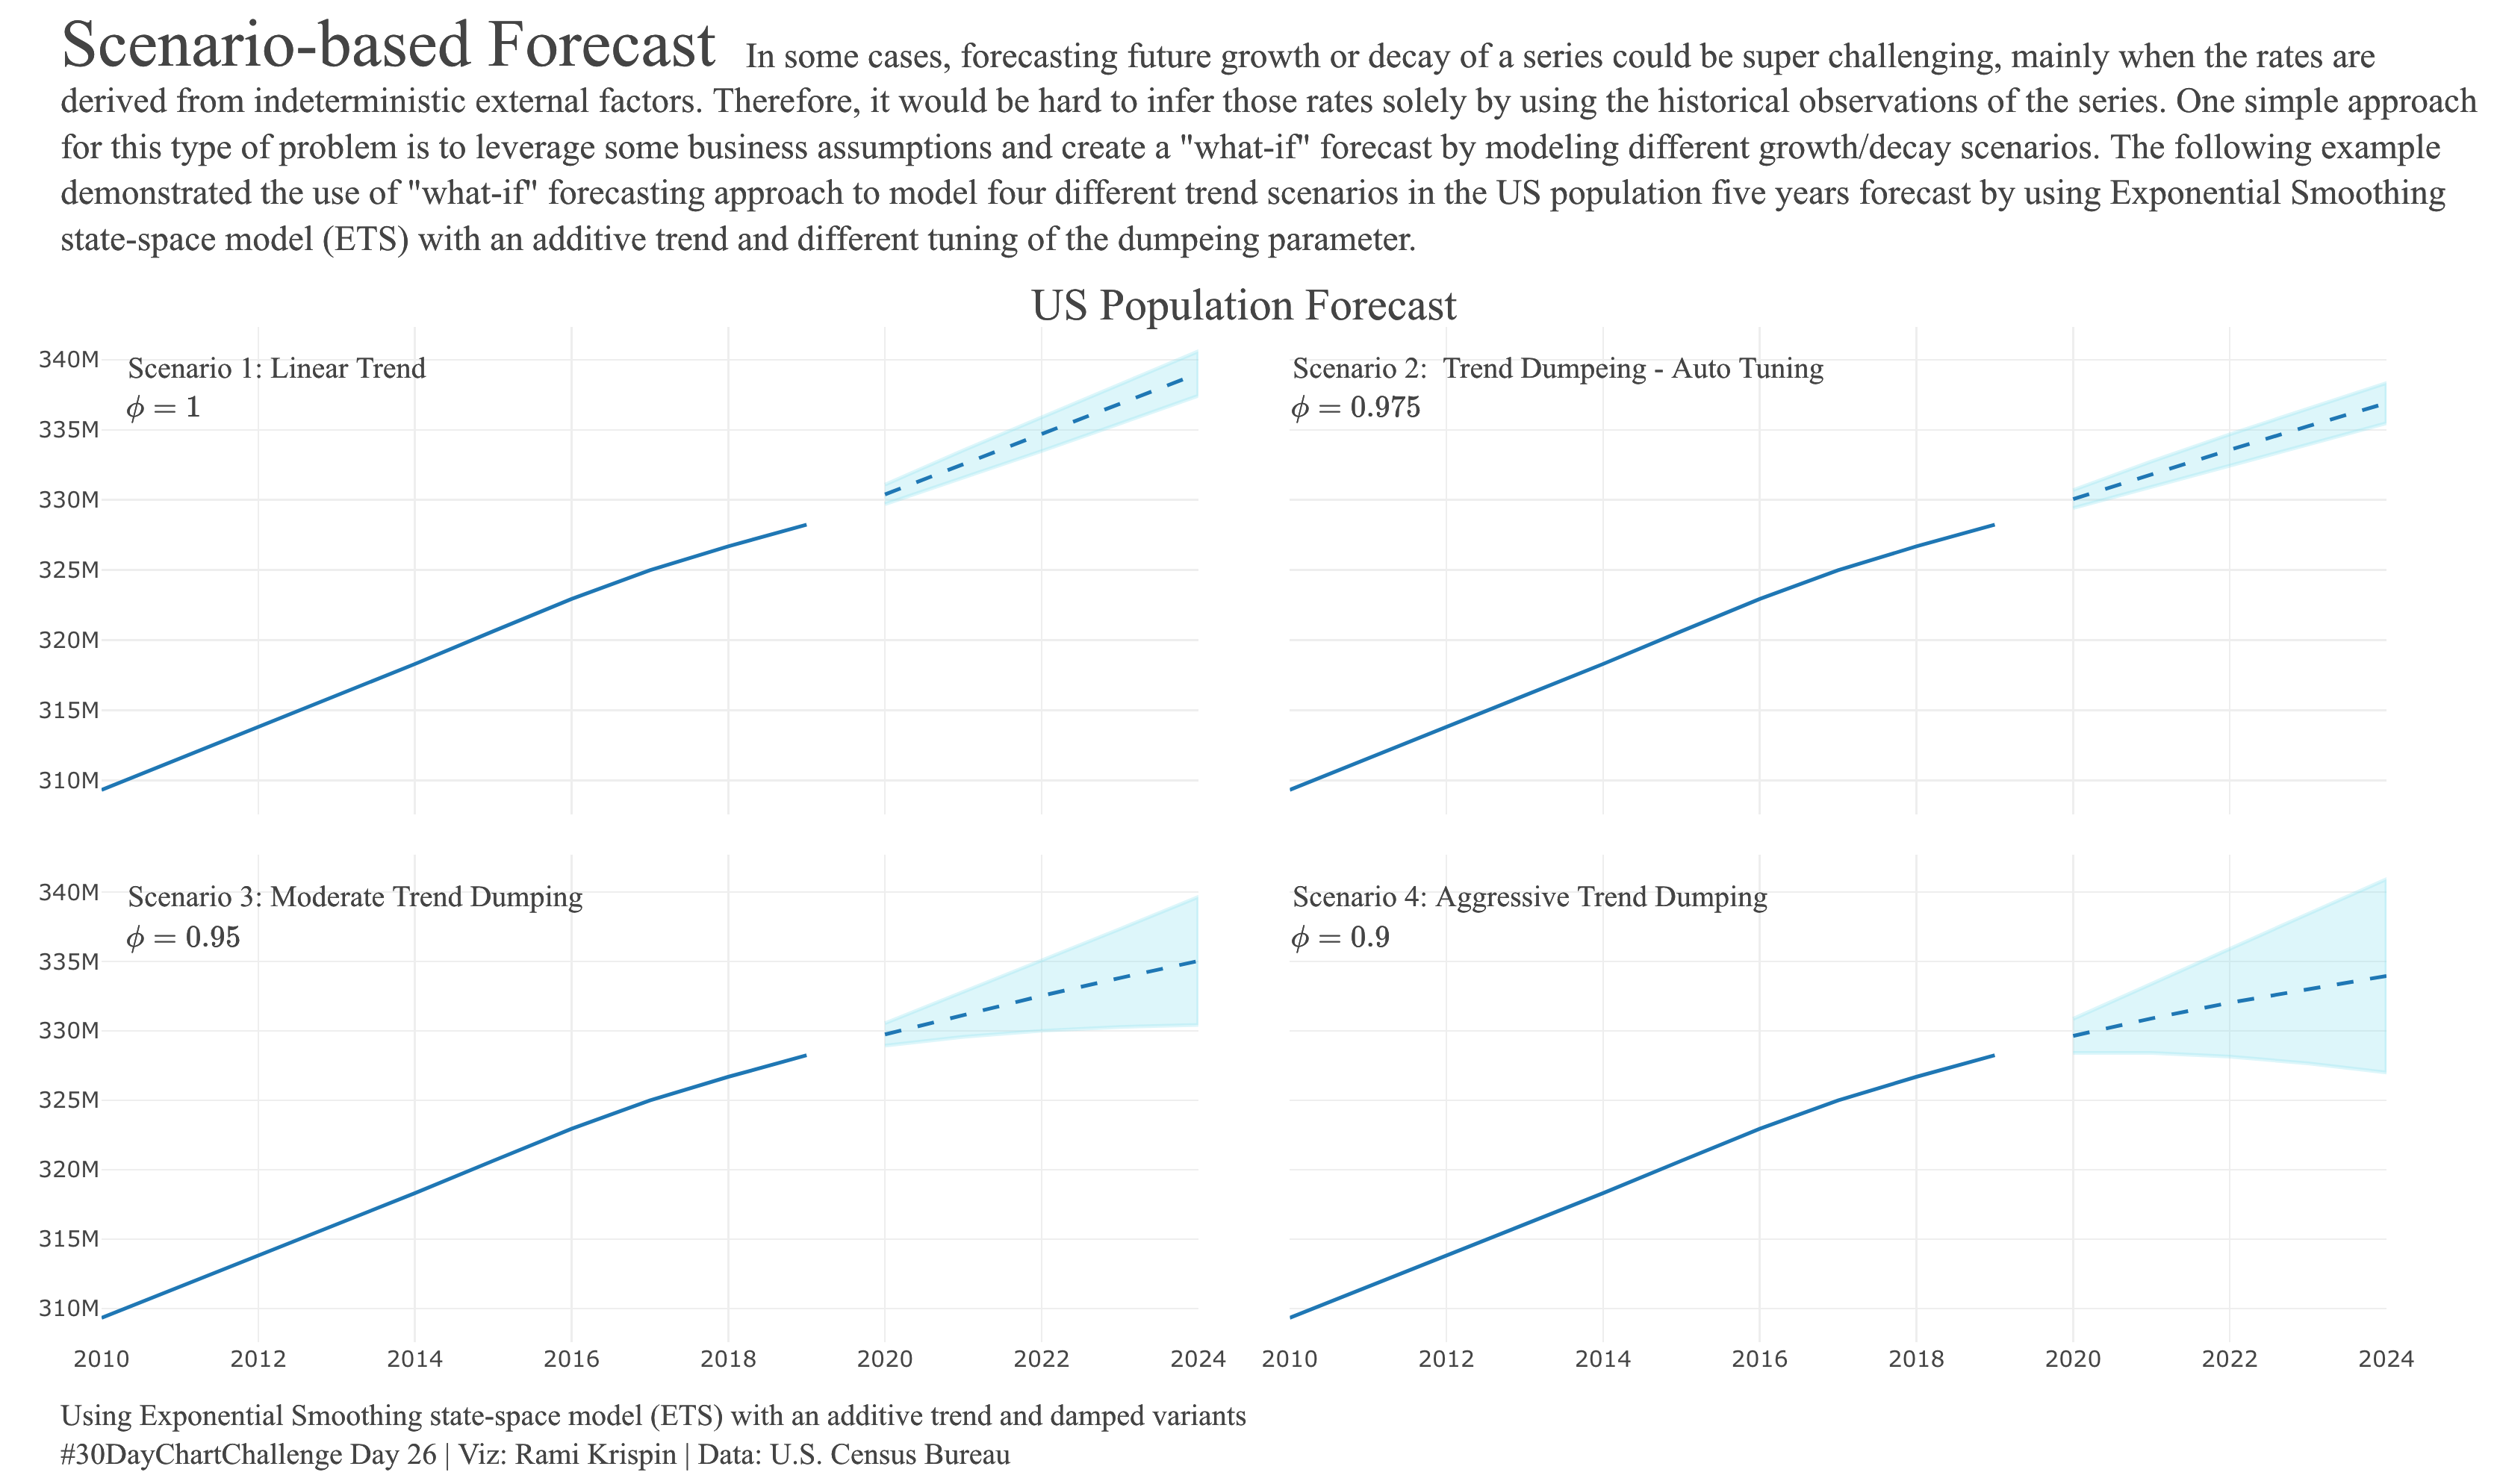 Scenario-based Forecast In some cases, forecasting future growth or decay of a series could be super challenging, mainly when the rates are
derived from indeterministic external factors. Therefore, it would be hard to infer those rates solely by using the historical observations of the series. One simple approach
for this type of problem is to leverage some business assumptions and create a "what-if" forecast by modeling different growth/decay scenarios. The following example
demonstrated the use of "what-if" forecasting approach to model four different trend scenarios in the US population five years forecast by using Exponential Smoothing
state-space model (ETS) with an additive trend and different tuning of the dumpeing parameter.
US Population Forecast
Scenario 1: Linear Trend
ϕ = 1
340M
335M
330M
325M
320M
315M
310M
Scenario 2:  Trend Dumpeing - Auto Tuning
ϕ = 0.975
Scenario 3: Moderate Trend Dumping
ϕ = 0.95
340M
335M
330M
325M
320M
315M
310M
2010 2012 2014 2016 2018 2020 2022 2024
Scenario 4: Aggressive Trend Dumping
ϕ = 0.9
2010 2012 2014 2016 2018 2020 2022 2024
Using Exponential Smoothing state-space model (ETS) with an additive trend and damped variants
#30DayChartChallenge Day 26 | Viz: Rami Krispin | Data: U.S. Census Bureau